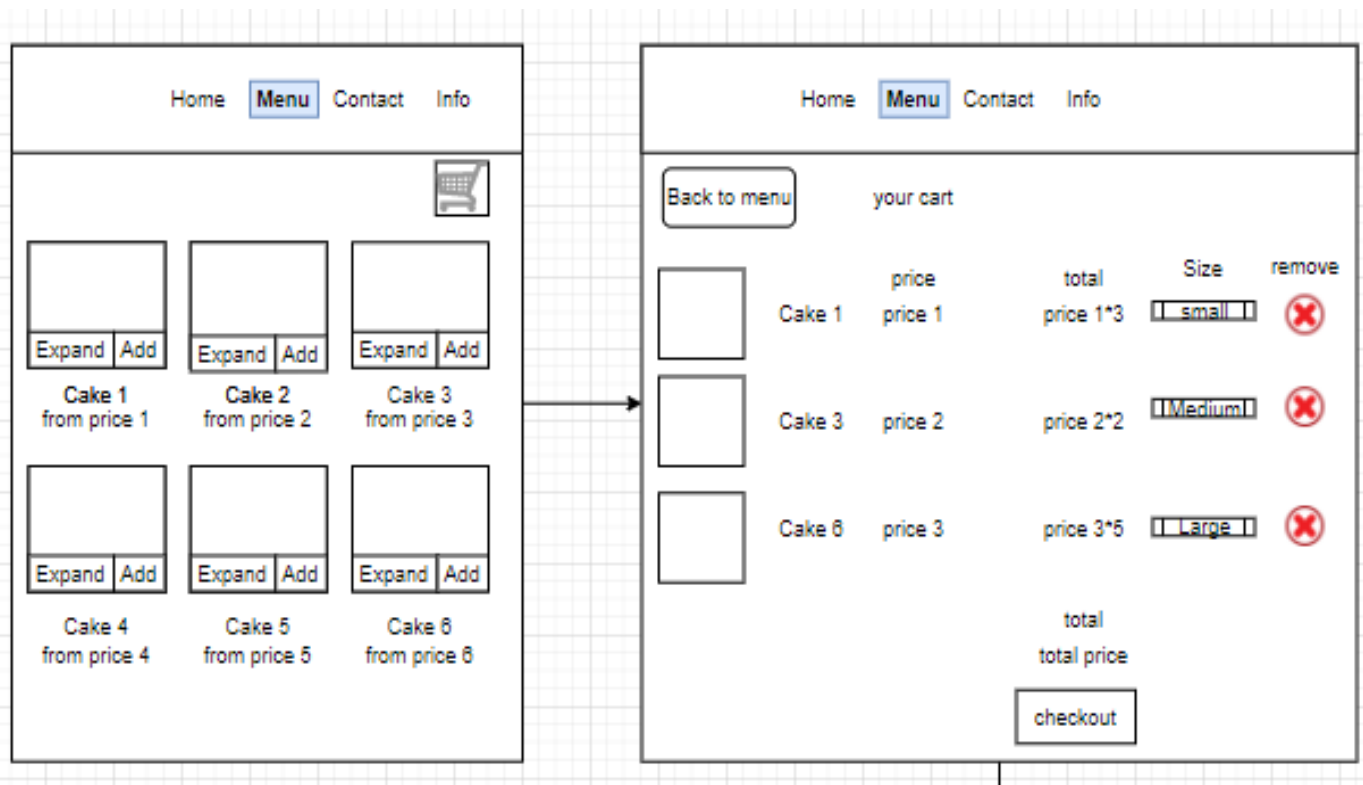 Home Menu Contact Info
Expand Add Expand Add Expand Add
Cake 1 Cake 2 Cake 3
from price 1 from price 2 from price 3
Expand Add Expand Add Expand Add
Cake 4 Cake 5 Cake 6
from price 4 from price 5 from price 6
Home Menu Contact Info
Back to menu your cart
price total Size remove
Cake 1 price 1 price 1*3 small
Cake 3 price 2 price 2*2 Medium
Cake 6 price 3 price 3*5 Large
total
total price
checkout